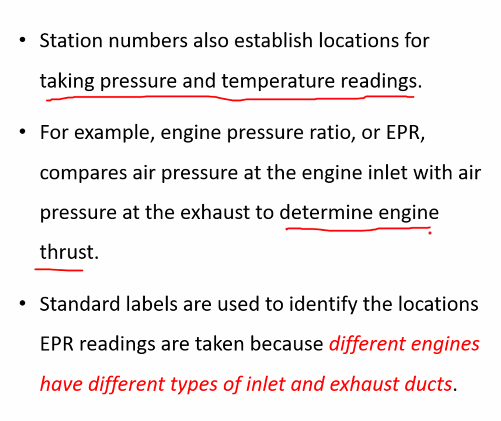 • Station numbers also establish locations for
taking pressure and temperature readings.
• For example, engine pressure ratio, or EPR,
compares air pressure at the engine inlet with air
pressure at the exhaust to determine engine
thrust.
• Standard labels are used to identify the locations
EPR readings are taken because different engines
have different types of inlet and exhaust ducts.